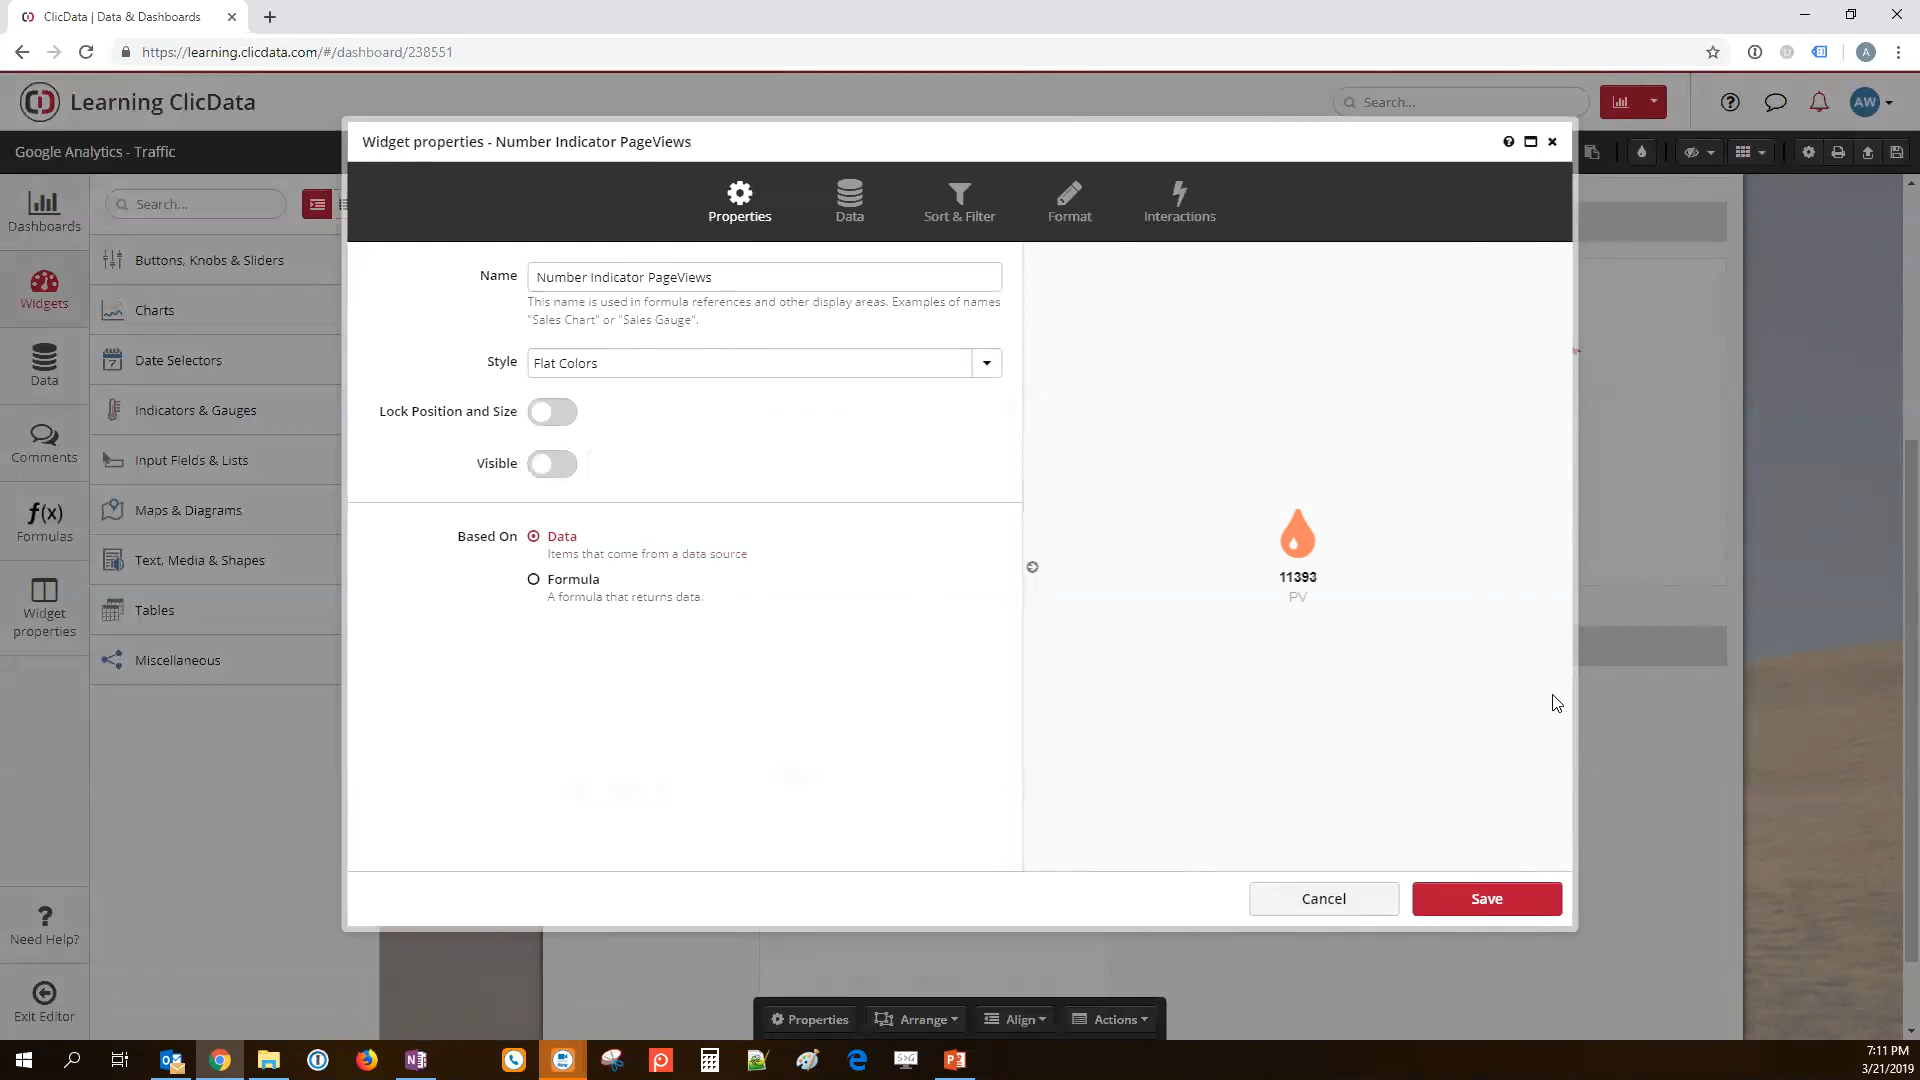 ClicData | Data & Dashboards
https://learning.clicdata.com/#/dashboard/238551
A
Learning ClicData
Search...
AW
Google Analytics - Traffic
Widget properties - Number Indicator PageViews
Properties
Data
Sort & Filter
Format
Interactions
Dashboards
Widgets
Data
Comments
Formulas
Widget
properties
Need Help?
Exit Editor
Search...
Buttons, Knobs & Sliders
Charts
Date Selectors
Indicators & Gauges
Input Fields & Lists
Maps & Diagrams
Text, Media & Shapes
Tables
Miscellaneous
Name
Number Indicator PageViews
This name is used in formula references and other display areas. Examples of names
"Sales Chart" or "Sales Gauge".
Style
Flat Colors
Lock Position and Size
Visible
Based On
Data
Items that come from a data source
Formula
A formula that returns data.
11393
PV
Cancel
Save
Properties
Arrange
Align
Actions
7:11 PM
3/21/2019